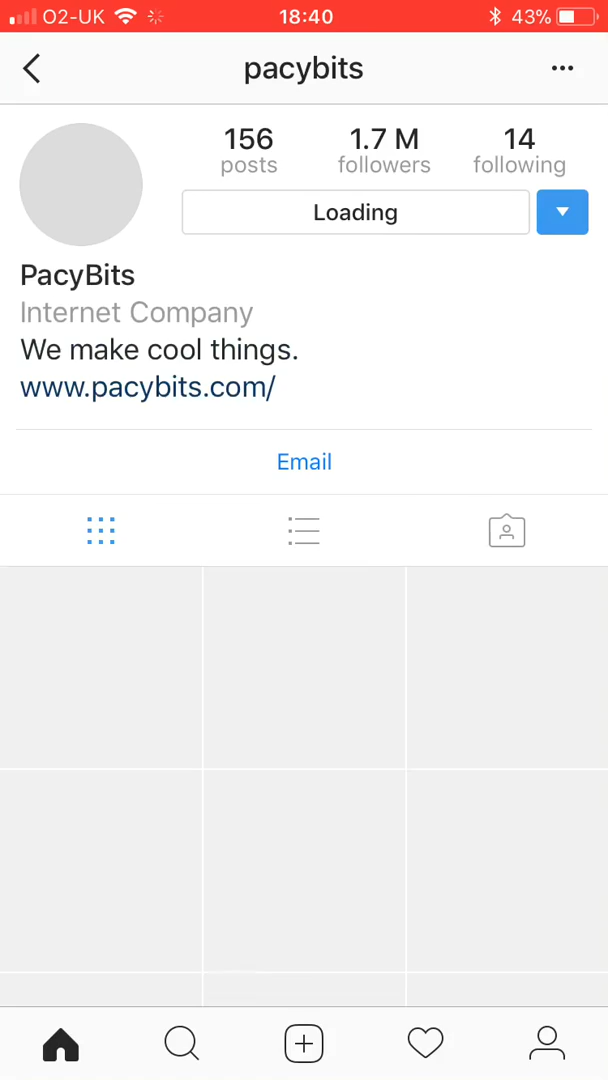 O2-UK 18:40 43%
pacybits
156 1.7 M 14
posts followers following
Loading
PacyBits
Internet Company
We make cool things.
www.pacybits.com/
Email